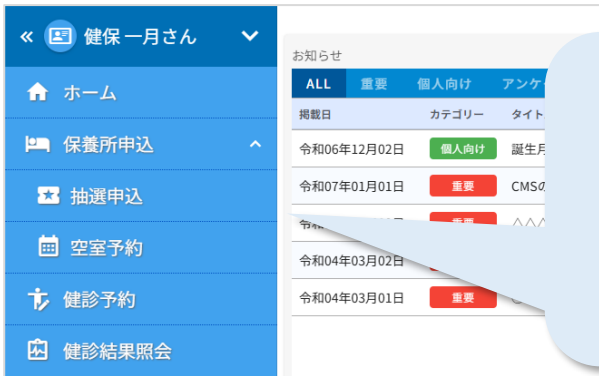 « 健保 一月さん
ホーム
保養所申込
抽選申込
空室予約
健診予約
健診結果照会
お知らせ
ALL 重要 個人向け アンケ
掲載日 カテゴリー タイト
令和06年12月02日 個人向け 誕生月
令和07年01月01日 重要 CMSの
重要 △△△
令和04年03月02日
令和04年03月01日 重要